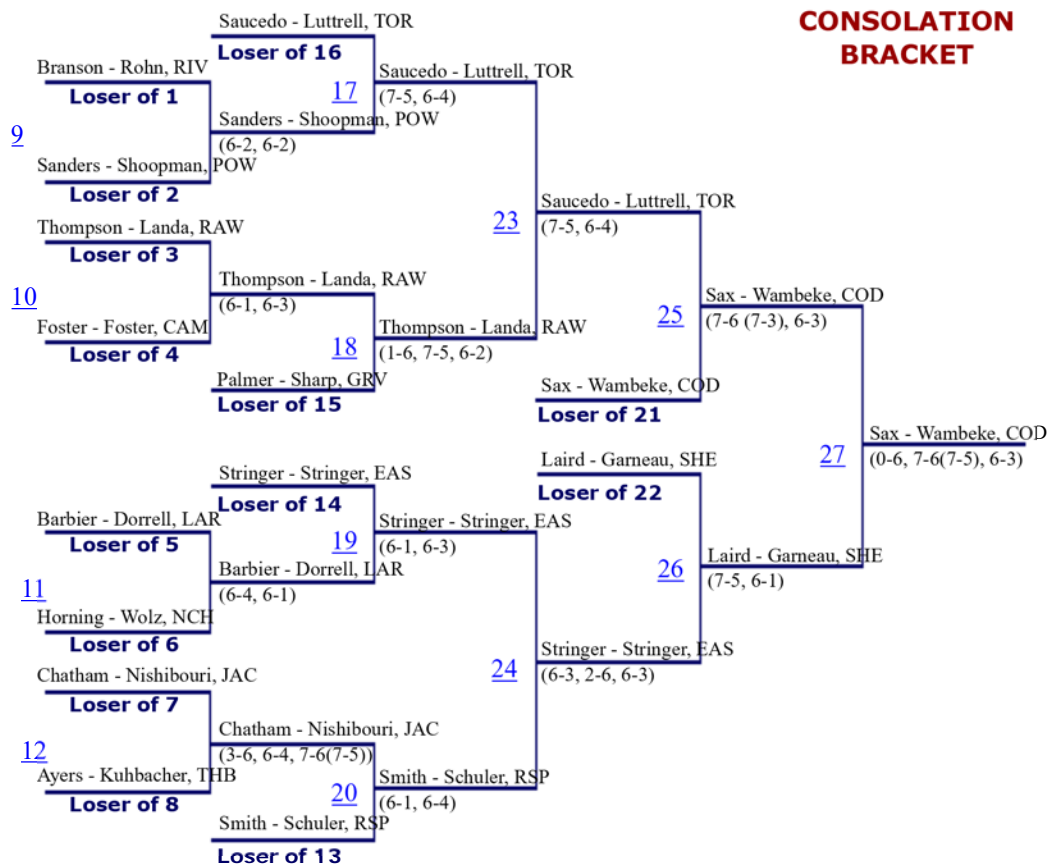 CONSOLATION
BRACKET
Saucedo - Luttrell, TOR
Loser of 16
Branson - Rohn, RIV
Loser of 1
17
Saucedo - Luttrell, TOR
(7-5, 6-4)
9
Sanders - Shoopman, POW
(6-2, 6-2)
Sanders - Shoopman, POW
Loser of 2
23
Saucedo - Luttrell, TOR
(7-5, 6-4)
Thompson - Landa, RAW
Loser of 3
10
Thompson - Landa, RAW
(6-1, 6-3)
Foster - Foster, CAM
Loser of 4
18
Thompson - Landa, RAW
(1-6, 7-5, 6-2)
25
Sax - Wambeke, COD
(7-6 (7-3), 6-3)
Palmer - Sharp, GRV
Loser of 15
Sax - Wambeke, COD
Loser of 21
27
Sax - Wambeke, COD
(0-6, 7-6(7-5), 6-3)
Laird - Garneau, SHE
Loser of 22
Stringer - Stringer, EAS
Loser of 14
Barbier - Dorrell, LAR
Loser of 5
19
Stringer - Stringer, EAS
(6-1, 6-3)
11
Barbier - Dorrell, LAR
(6-4, 6-1)
26
Laird - Garneau, SHE
(7-5, 6-1)
Horning - Wolz, NCH
Loser of 6
24
Stringer - Stringer, EAS
(6-3, 2-6, 6-3)
Chatham - Nishibouri, JAC
Loser of 7
12
Chatham - Nishibouri, JAC
(3-6, 6-4, 7-6(7-5))
Ayers - Kuhbacher, THB
Loser of 8
20
Smith - Schuler, RSP
(6-1, 6-4)
Smith - Schuler, RSP
Loser of 13